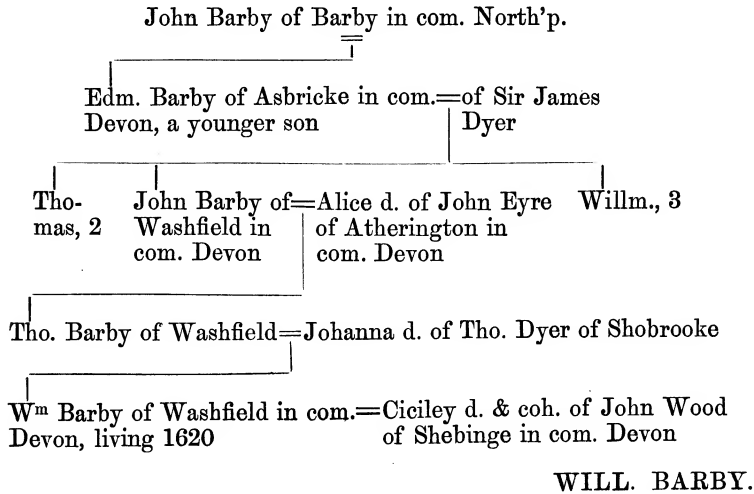 John Barby of Barby in com. North'p.
Edm. Barby of Asbricke in com.=of Sir James
Devon, a younger son Dyer
Tho-
mas, 2
John Barby of=Alice d. of John Eyre
Washfield in of Atherington in
com. Devon com. Devon
Willm., 3
Tho. Barby of Washfield=Johanna d. of Tho. Dyer of Shobrooke
Wm Barby of Washfield in com.=Ciciley d. & coh. of John Wood
Devon, living 1620 of Shebinge in com. Devon
WILL. BARBY.